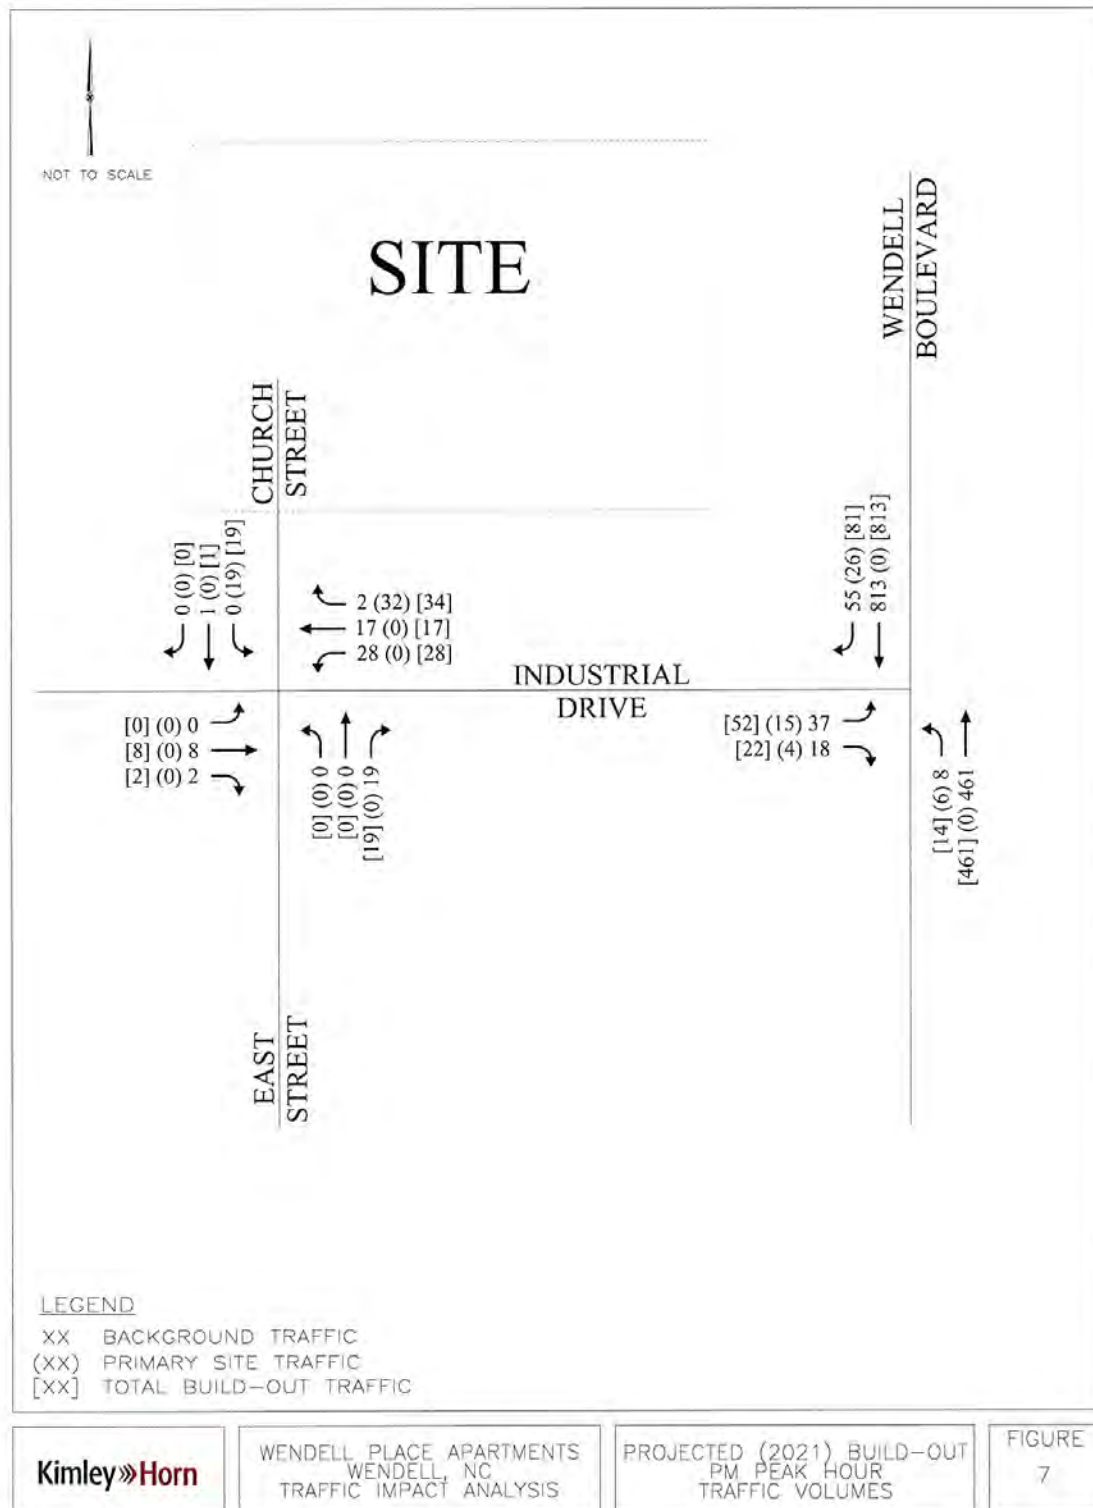 NOT TO SCALE
SITE
WENDELL
BOULEVARD
CHURCH
STREET
0 (0) [0]
1 (0) [1]
0 (19) [19]
2 (32) [34]
17 (0) [17]
28 (0) [28]
55 (26) [81]
813 (0) [813]
INDUSTRIAL
DRIVE
[0] (0) 0
[8] (0) 8
[2] (0) 2
[0] (0) 0
[0] (0) 0
[19] (0) 19
[52] (15) 37
[22] (4) 18
[14] (6) 8
[461] (0) 461
EAST
STREET
LEGEND
XX BACKGROUND TRAFFIC
(XX) PRIMARY SITE TRAFFIC
[XX] TOTAL BUILD-OUT TRAFFIC
Kimley»Horn
WENDELL PLACE APARTMENTS
WENDELL, NC
TRAFFIC IMPACT ANALYSIS
PROJECTED (2021) BUILD-OUT
PM PEAK HOUR
TRAFFIC VOLUMES
FIGURE
7